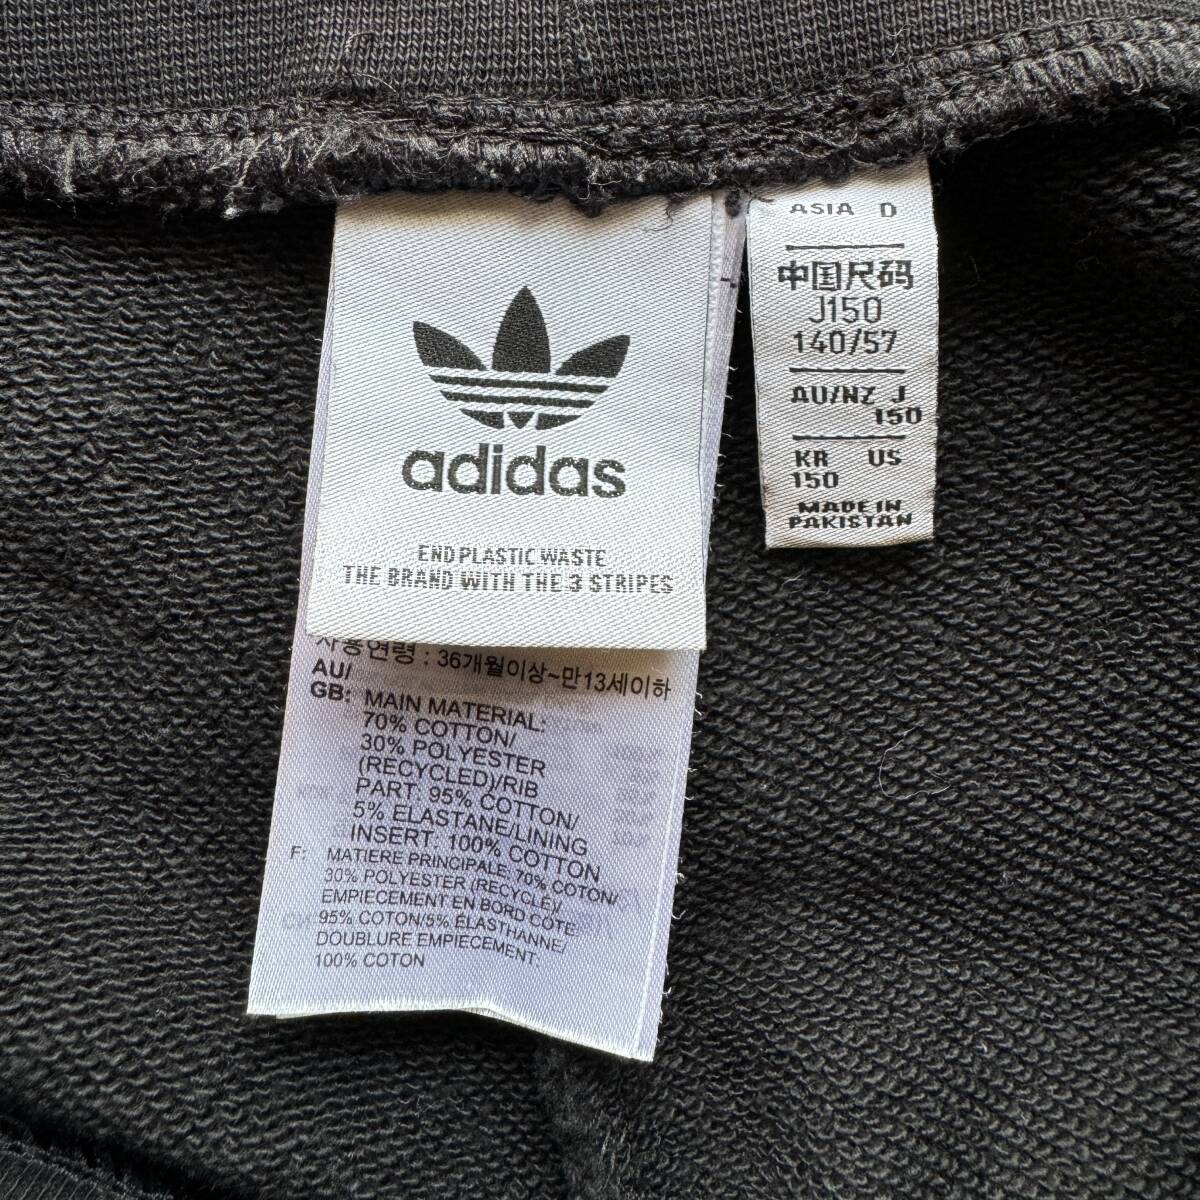 adidas
END PLASTIC WASTE
THE BRAND WITH THE 3 STRIPES
사용연령 : 36개월이상~만13세이하
AU/
GB: MAIN MATERIAL:
70% COTTON/
30% POLYESTER
(RECYCLED)/RIB
PART: 95% COTTON/
5% ELASTANE/LINING
INSERT: 100% COTTON
F: MATIERE PRINCIPALE: 70% COTON/
30% POLYESTER (RECYCLE)/
EMPIECEMENT EN BORD COTE:
95% COTON/5% ELASTHANNE/
DOUBLURE EMPIECEMENT:
100% COTON
ASIA D
中国尺码
J150
140/57
AU/NZ J
150
KR US
150
MADE IN
PAKISTAN